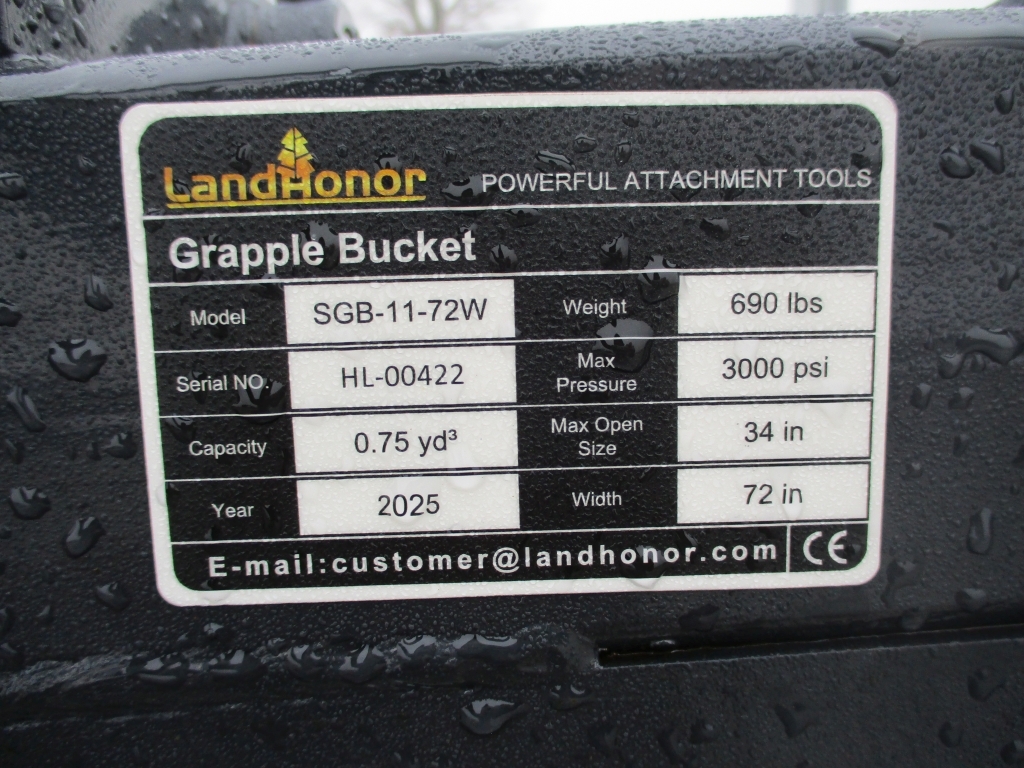 LandHonor
POWERFUL ATTACHMENT TOOLS
Grapple Bucket
Model SGB-11-72W Weight 690 lbs
Serial NO. HL-00422 Max Pressure 3000 psi
Capacity 0.75 yd³ Max Open Size 34 in
Year 2025 Width 72 in
E-mail:customer@landhonor.com CE